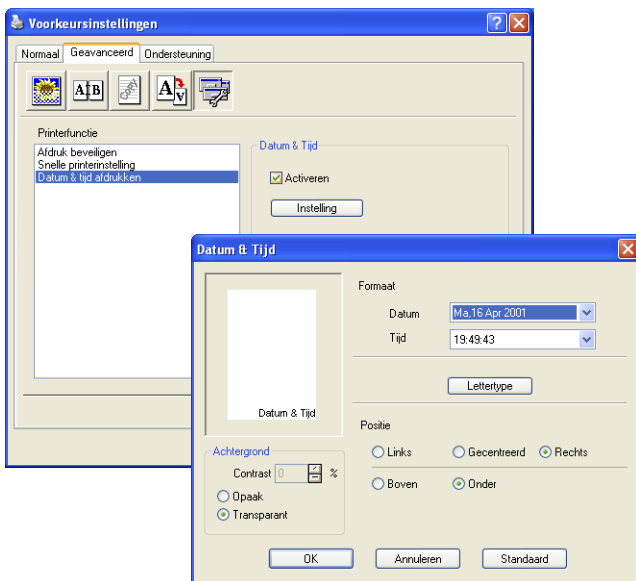 Voorkeursinstellingen
Normaal Geavanceerd Ondersteuning
A B
A V
Printerfunctie
Afdruk beveiligen
Snelle printerinstelling
Datum & tijd afdrukken
Datum & Tijd
Activeren
Instelling
Datum & Tijd
Datum & Tijd
Formaat
Datum Ma,16 Apr 2001
Tijd 19:49:43
Lettertype
Positie
Links Gecentreerd Rechts
Boven Onder
Achtergrond
Contrast 0 %
Opaak
Transparant
OK Annuleren Standaard